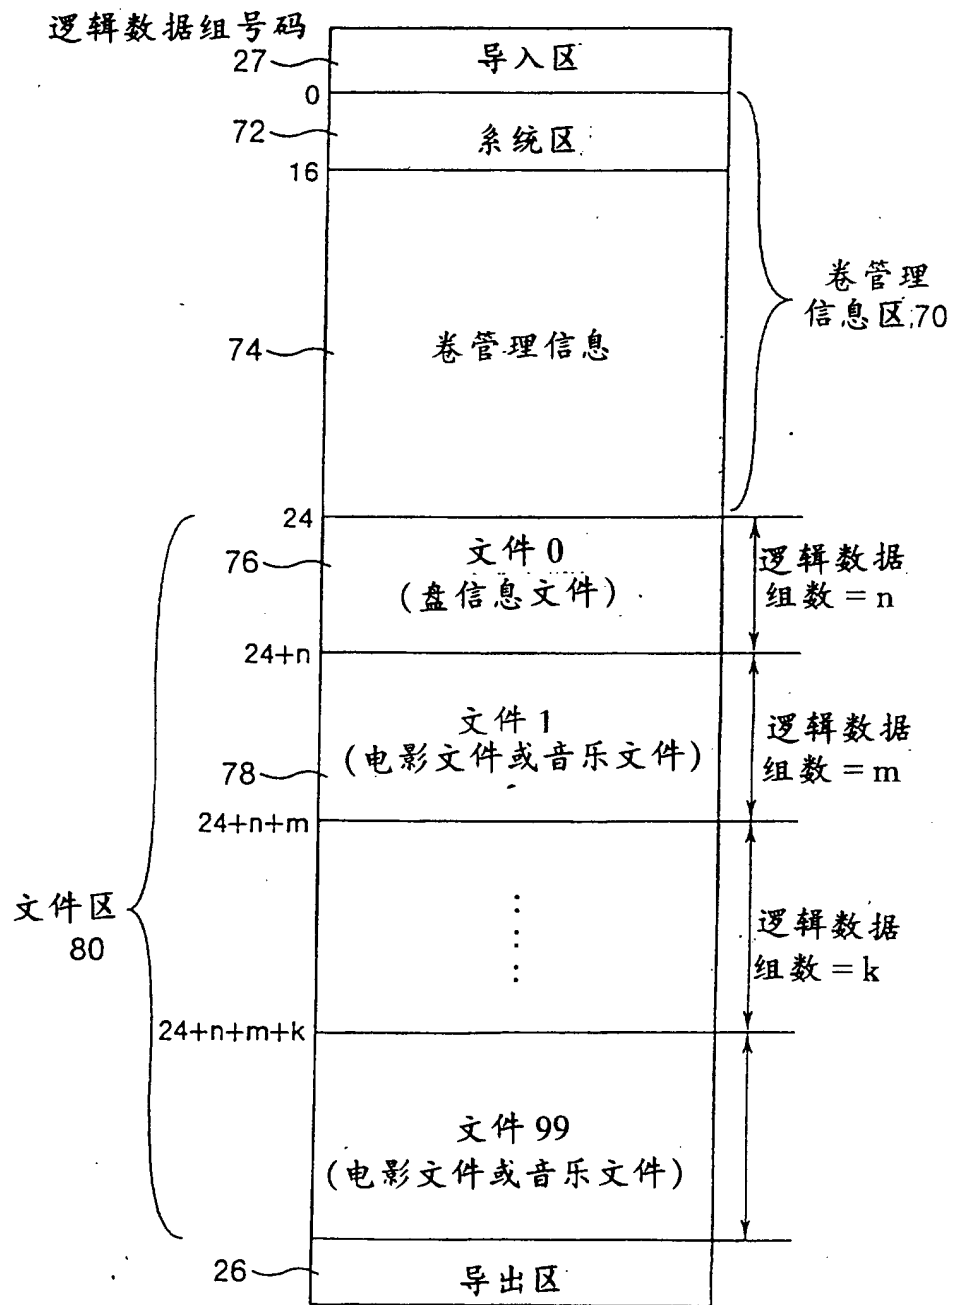 逻辑数据组号码
27
导入区
0
72
系统区
16
74
卷管理信息
卷管理
信息区,70
24
76
文件 0
(盘信息文件)
逻辑数据
组数 = n
24+n
文件 1
(电影文件或音乐文件)
78
逻辑数据
组数 = m
24+n+m
文件区
80
逻辑数据
组数 = k
24+n+m+k
文件 99
(电影文件或音乐文件)
26
导出区